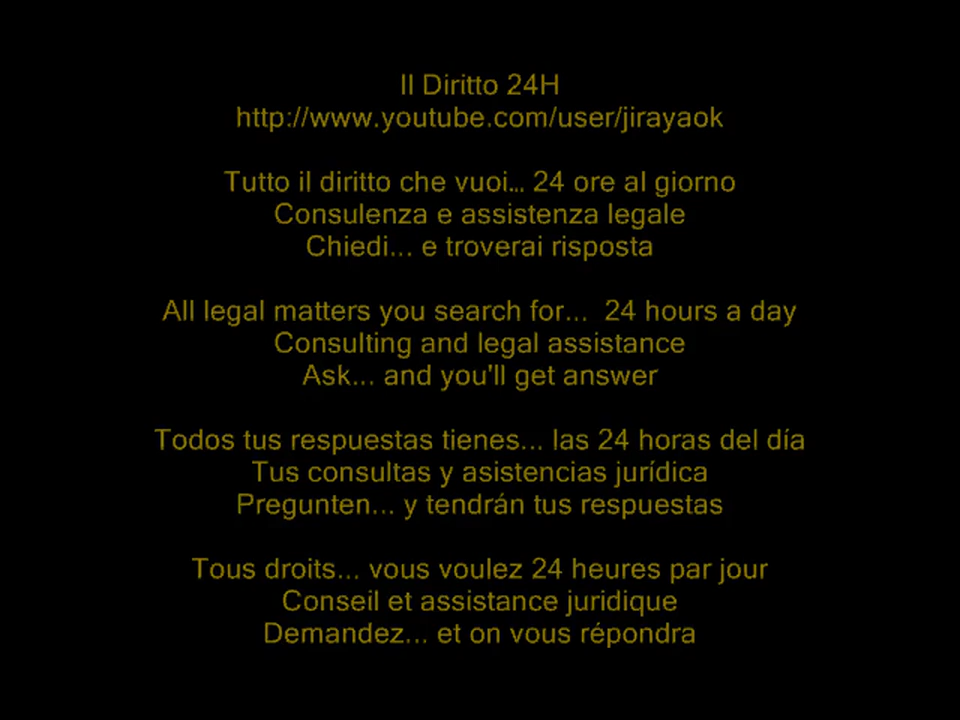 Il Diritto 24H
http://www.youtube.com/user/jirayaok
Tutto il diritto che vuoi… 24 ore al giorno
Consulenza e assistenza legale
Chiedi... e troverai risposta
All legal matters you search for... 24 hours a day
Consulting and legal assistance
Ask... and you'll get answer
Todos tus respuestas tienes... las 24 horas del día
Tus consultas y asistencias jurídica
Pregunten... y tendrán tus respuestas
Tous droits... vous voulez 24 heures par jour
Conseil et assistance juridique
Demandez... et on vous répondra